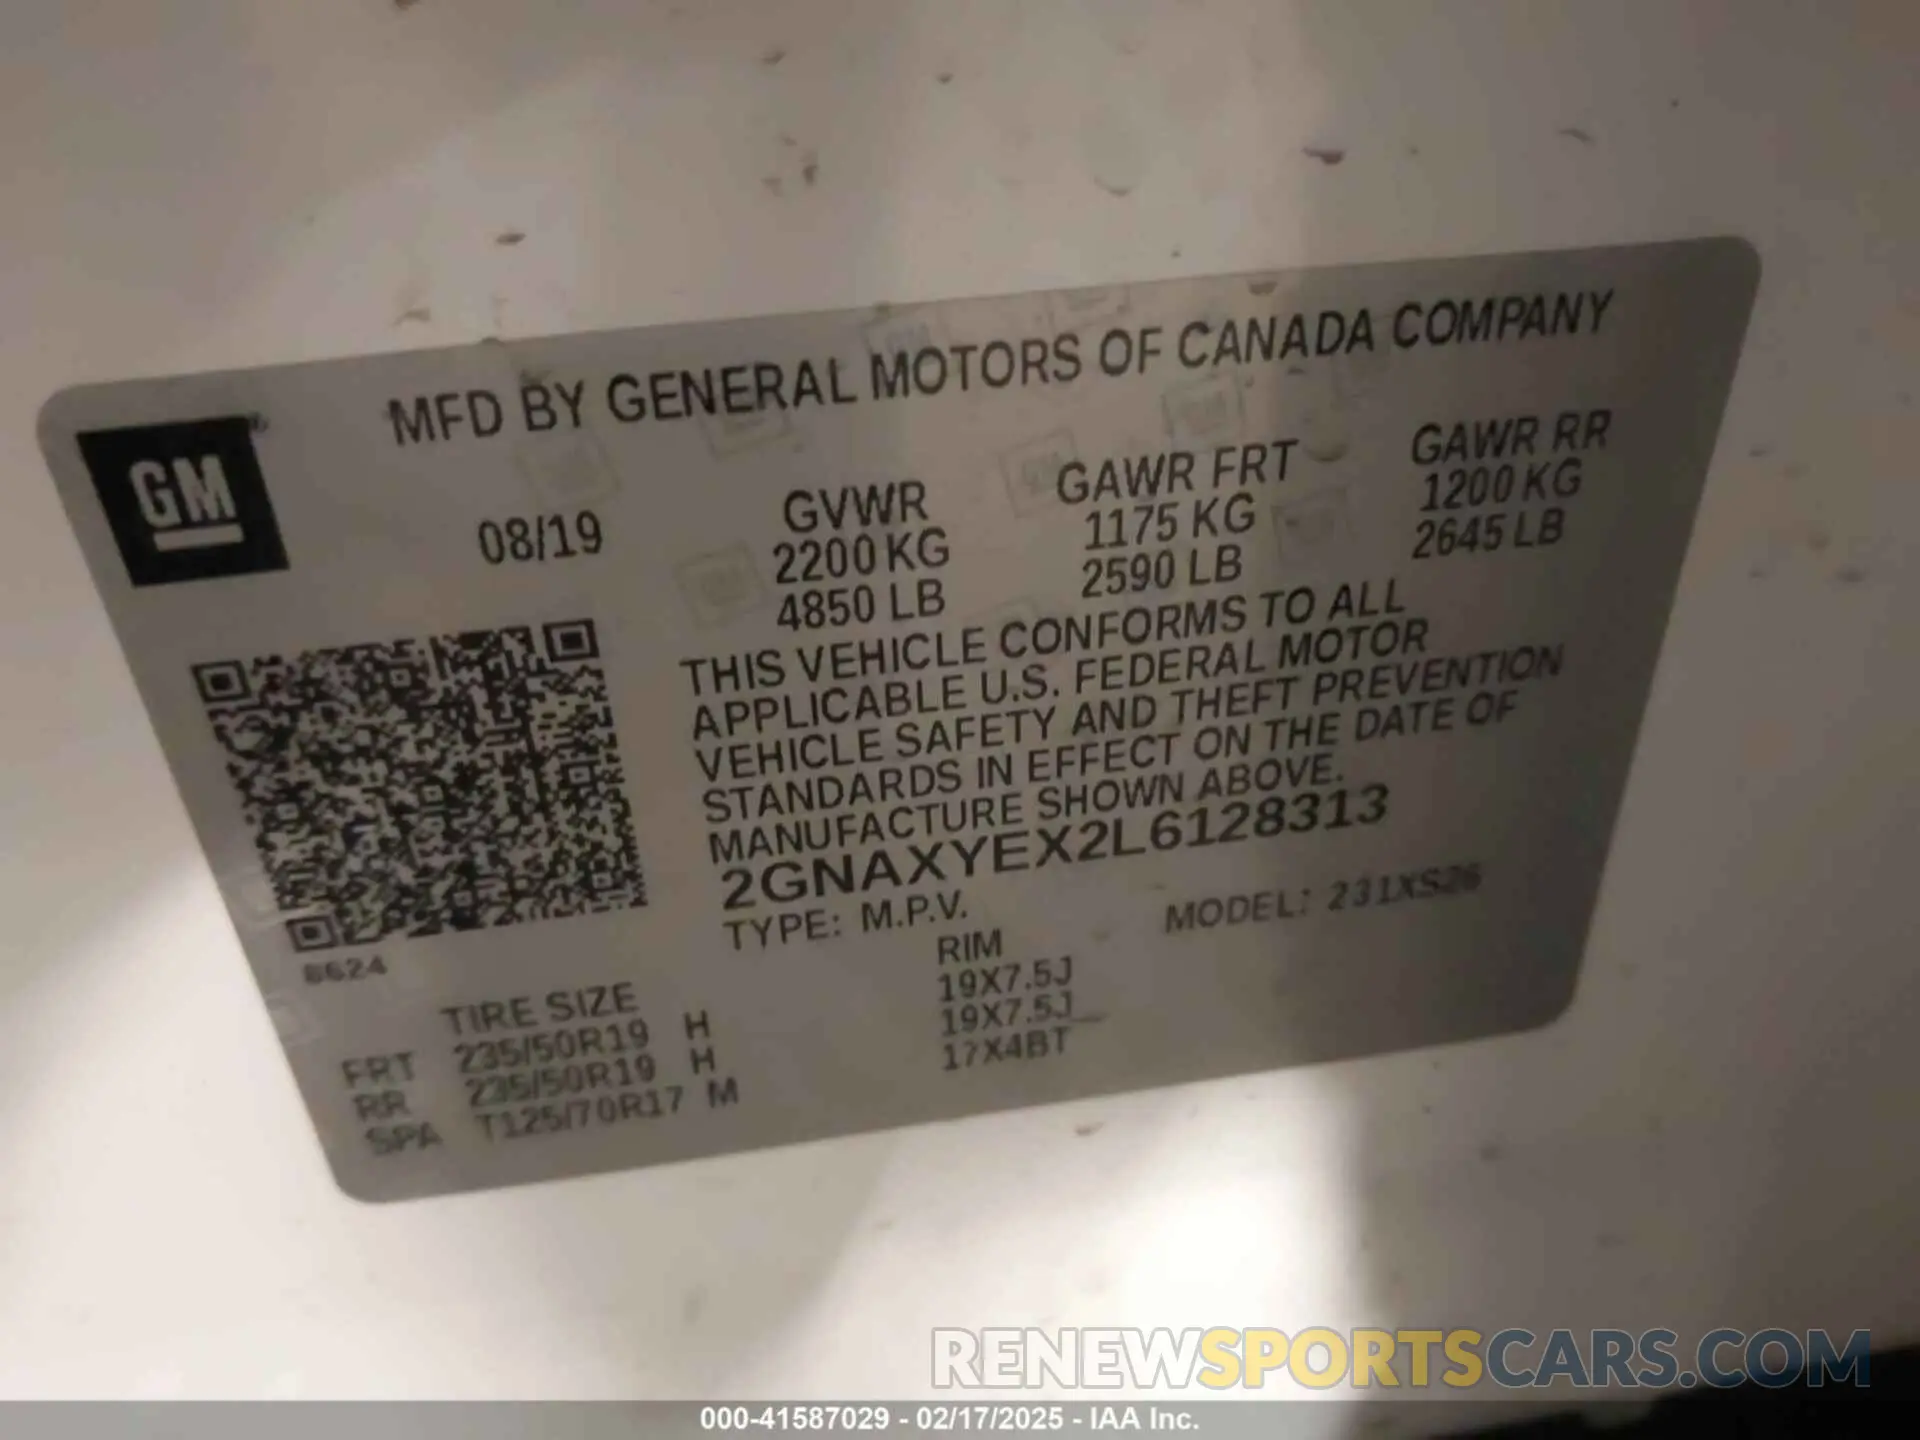 MFD BY GENERAL MOTORS OF CANADA COMPANY
GM
®
08/19
GVWR
2200 KG
4850 LB
GAWR FRT
1175 KG
2590 LB
GAWR RR
1200 KG
2645 LB
THIS VEHICLE CONFORMS TO ALL
APPLICABLE U.S. FEDERAL MOTOR
VEHICLE SAFETY AND THEFT PREVENTION
STANDARDS IN EFFECT ON THE DATE OF
MANUFACTURE SHOWN ABOVE.
2GNAXYEX2L6128313
TYPE: M.P.V.
MODEL: 231XS26
8624
TIRE SIZE
RIM
FRT 235/50R19 H 19X7.5J
RR 235/50R19 H 19X7.5J
SPA T125/70R17 M 17X4BT
RENEWSPORTSCARS.COM
000-41587029 - 02/17/2025 - IAA Inc.